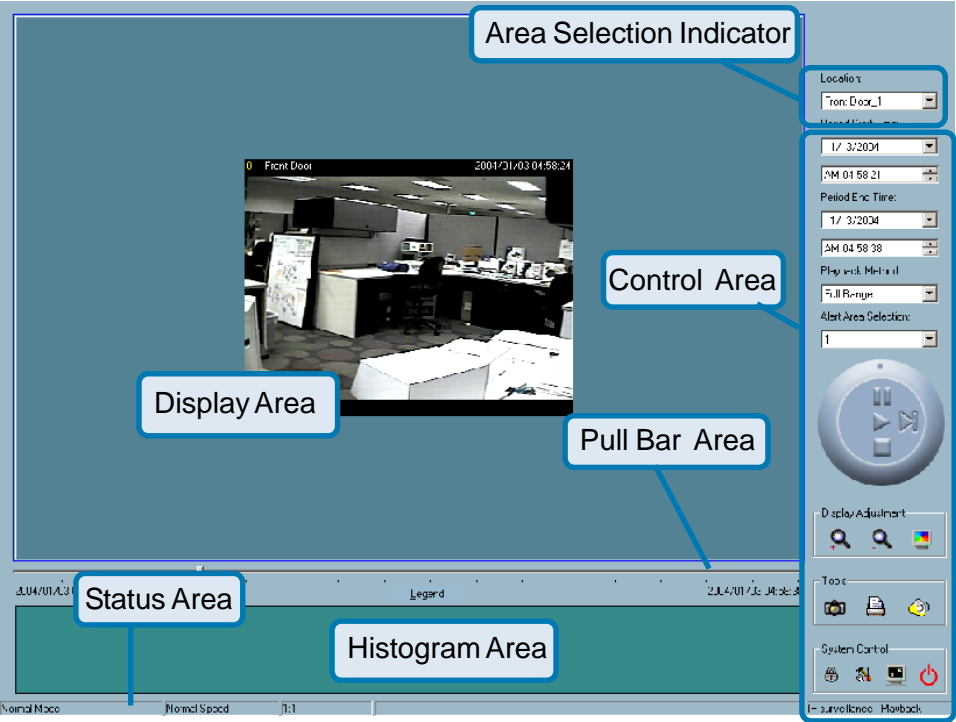 Area Selection Indicator
Location:
Front Door_1
1/ 3/2004
0 Front Door 2004/01/03 04:58:24
AM 04:58:21
Period End Time:
1/ 3/2004
AM 04:58:38
Control Area
Playback Method
Full Range
Alert Area Selection:
1
Display Area
Pull Bar Area
Display Adjustment
Legend
Tools
Status Area
Histogram Area
System Control
Normal Mode Normal Speed 1:1
Playback